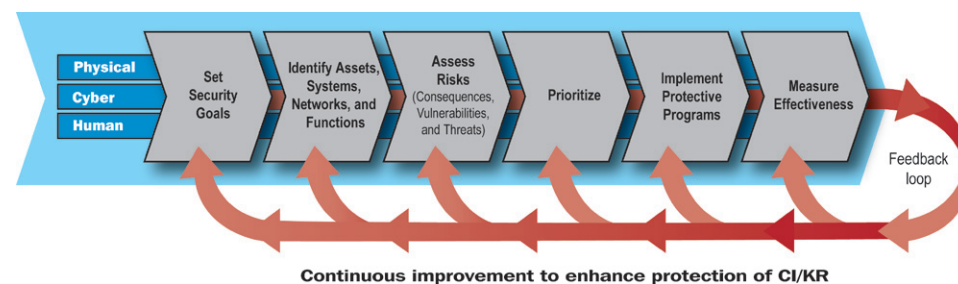 Physical
Cyber
Human
Set
Security
Goals
Identify Assets,
Systems,
Networks, and
Functions
Assess
Risks
(Consequences,
Vulnerabilities,
and Threats)
Prioritize
Implement
Protective
Programs
Measure
Effectiveness
Feedback
loop
Continuous improvement to enhance protection of CI/KR